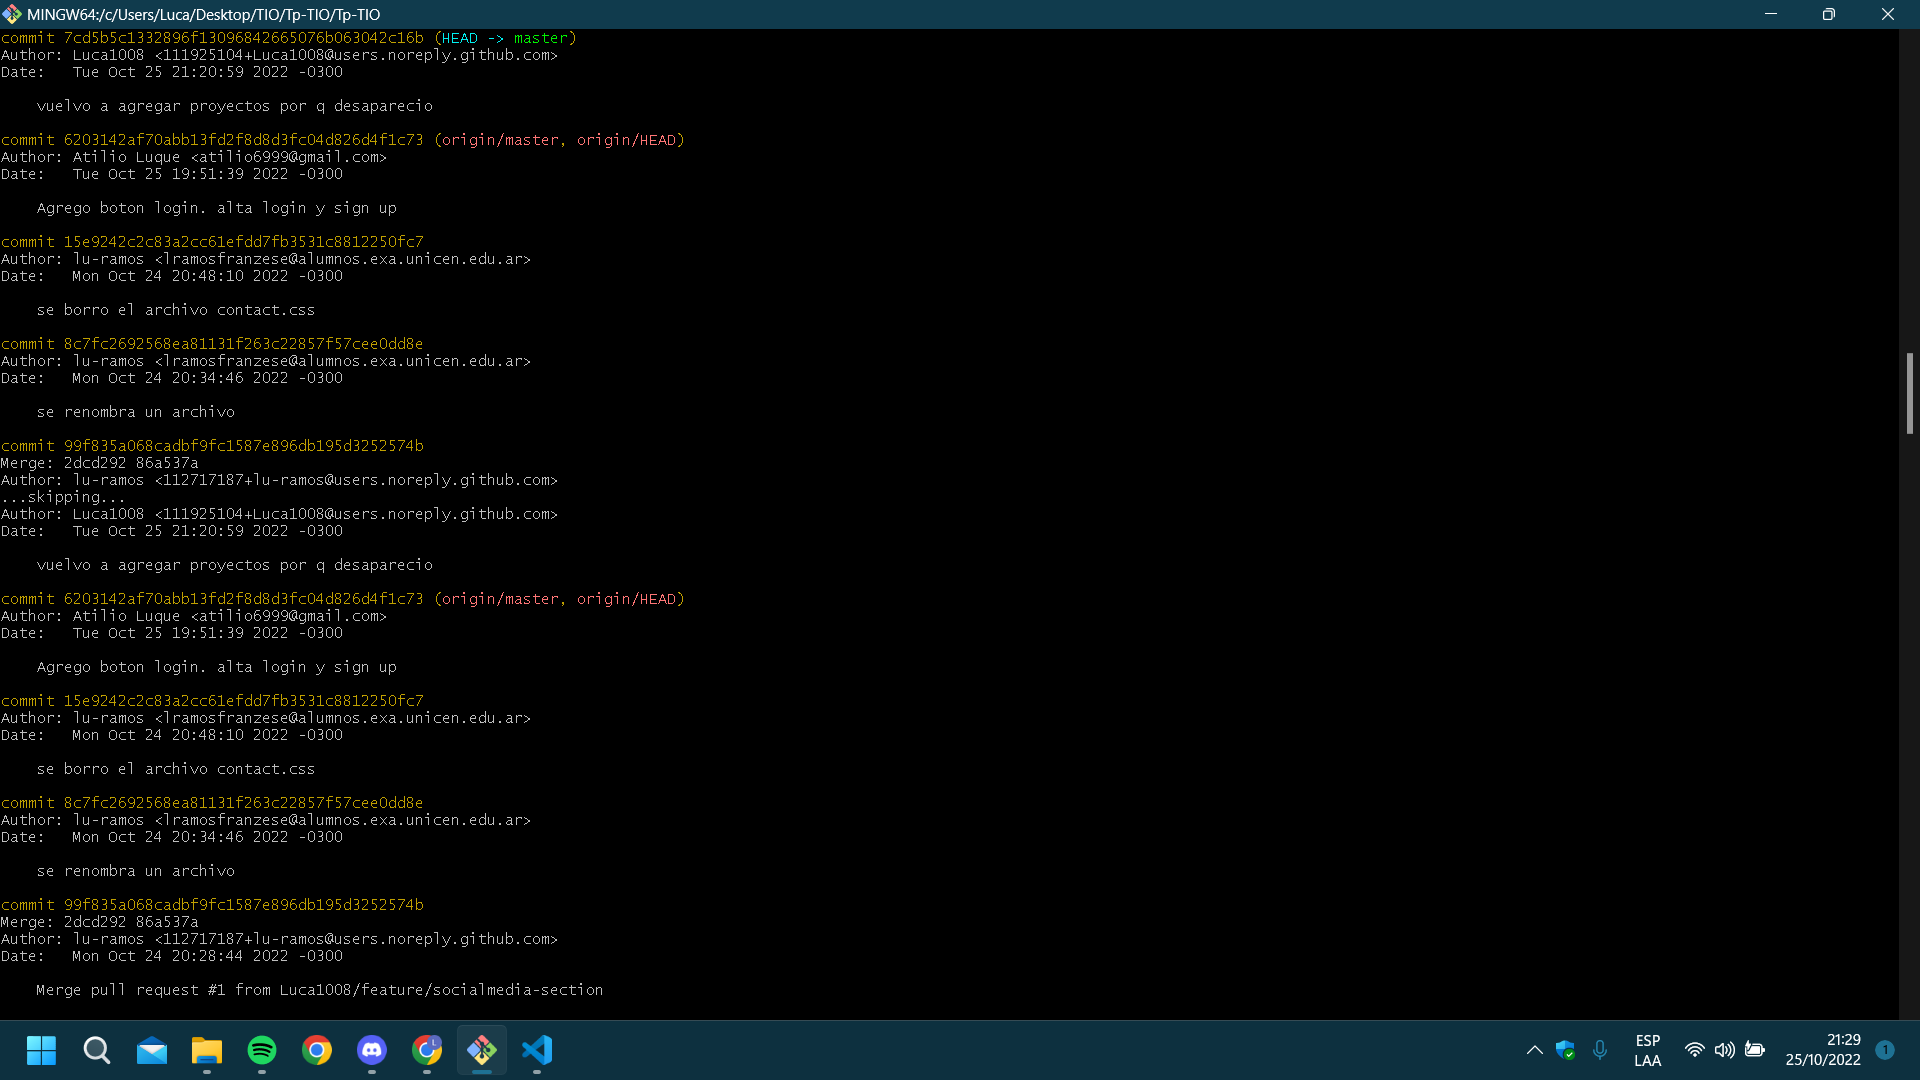 MINGW64:/c/Users/Luca/Desktop/TIO/Tp-TIO/Tp-TIO
commit 7cd5b5c1332896f13096842665076b063042c16b (HEAD -> master)
Author: Luca1008 <111925104+Luca1008@users.noreply.github.com>
Date:   Tue Oct 25 21:20:59 2022 -0300
vuelvo a agregar proyectos por q desaparecio
commit 6203142af70abb13fd2f8d8d3fc04d826d4f1c73 (origin/master, origin/HEAD)
Author: Atilio Luque <atilio6999@gmail.com>
Date:   Tue Oct 25 19:51:39 2022 -0300
Agrego boton login. alta login y sign up
commit 15e9242c2c83a2cc61efdd7fb3531c8812250fc7
Author: lu-ramos <lramosfranzese@alumnos.exa.unicen.edu.ar>
Date:   Mon Oct 24 20:48:10 2022 -0300
se borro el archivo contact.css
commit 8c7fc2692568ea81131f263c22857f57cee0dd8e
Author: lu-ramos <lramosfranzese@alumnos.exa.unicen.edu.ar>
Date:   Mon Oct 24 20:34:46 2022 -0300
se renombra un archivo
commit 99f835a068cadbf9fc1587e896db195d3252574b
Merge: 2dcd292 86a537a
Author: lu-ramos <112717187+lu-ramos@users.noreply.github.com>
...skipping...
Author: Luca1008 <111925104+Luca1008@users.noreply.github.com>
Date:   Tue Oct 25 21:20:59 2022 -0300
vuelvo a agregar proyectos por q desaparecio
commit 6203142af70abb13fd2f8d8d3fc04d826d4f1c73 (origin/master, origin/HEAD)
Author: Atilio Luque <atilio6999@gmail.com>
Date:   Tue Oct 25 19:51:39 2022 -0300
Agrego boton login. alta login y sign up
commit 15e9242c2c83a2cc61efdd7fb3531c8812250fc7
Author: lu-ramos <lramosfranzese@alumnos.exa.unicen.edu.ar>
Date:   Mon Oct 24 20:48:10 2022 -0300
se borro el archivo contact.css
commit 8c7fc2692568ea81131f263c22857f57cee0dd8e
Author: lu-ramos <lramosfranzese@alumnos.exa.unicen.edu.ar>
Date:   Mon Oct 24 20:34:46 2022 -0300
se renombra un archivo
commit 99f835a068cadbf9fc1587e896db195d3252574b
Merge: 2dcd292 86a537a
Author: lu-ramos <112717187+lu-ramos@users.noreply.github.com>
Date:   Mon Oct 24 20:28:44 2022 -0300
Merge pull request #1 from Luca1008/feature/socialmedia-section
L
ESP
LAA
21:29
25/10/2022
1